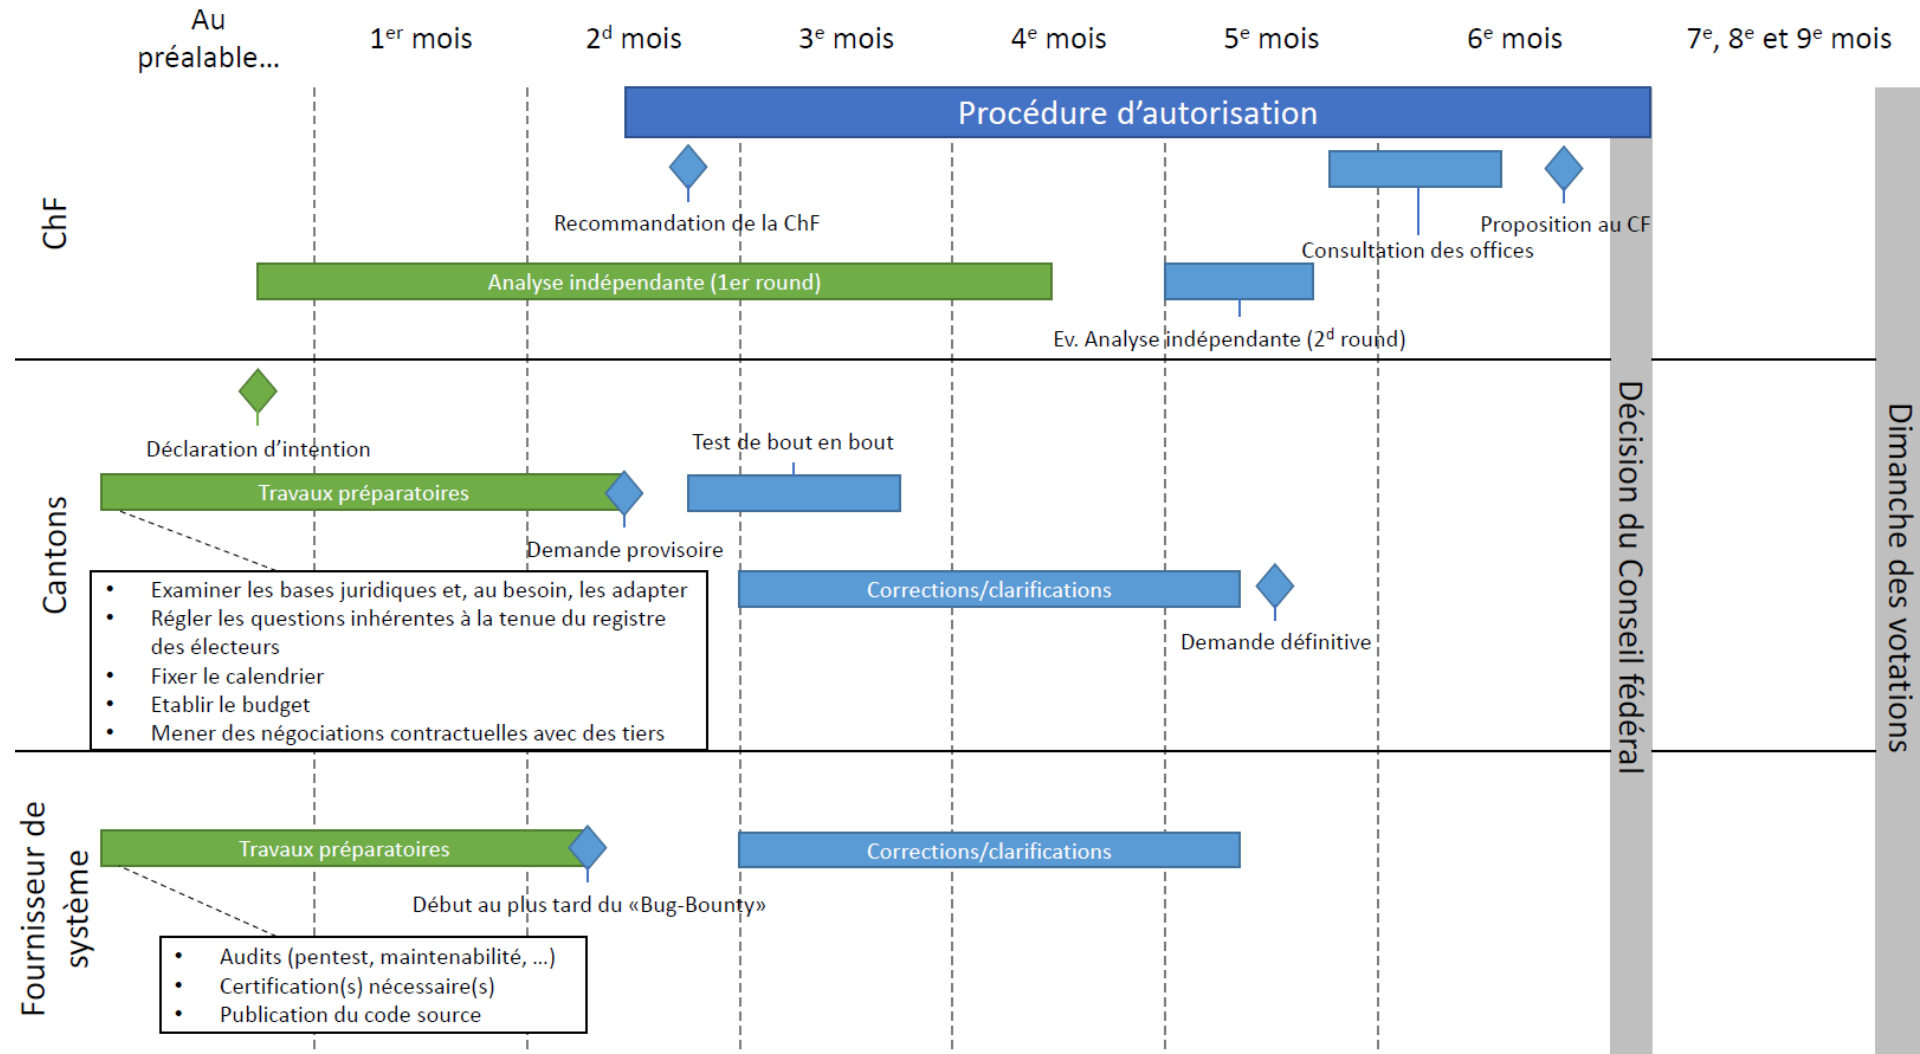 Au
préalable…
1er mois
2d mois
3e mois
4e mois
5e mois
6e mois
7e, 8e et 9e mois
ChF
Procédure d’autorisation
Recommandation de la ChF
Proposition au CF
Consultation des offices
Analyse indépendante (1er round)
Ev. Analyse indépendante (2d round)
Cantons
Déclaration d’intention
Test de bout en bout
Travaux préparatoires
Demande provisoire
• Examiner les bases juridiques et, au besoin, les adapter
• Régler les questions inhérentes à la tenue du registre
des électeurs
• Fixer le calendrier
• Etablir le budget
• Mener des négociations contractuelles avec des tiers
Corrections/clarifications
Demande définitive
Décision du Conseil fédéral
Dimanche des votations
Fournisseur de
système
Travaux préparatoires
Corrections/clarifications
Début au plus tard du «Bug-Bounty»
• Audits (pentest, maintenabilité, …)
• Certification(s) nécessaire(s)
• Publication du code source